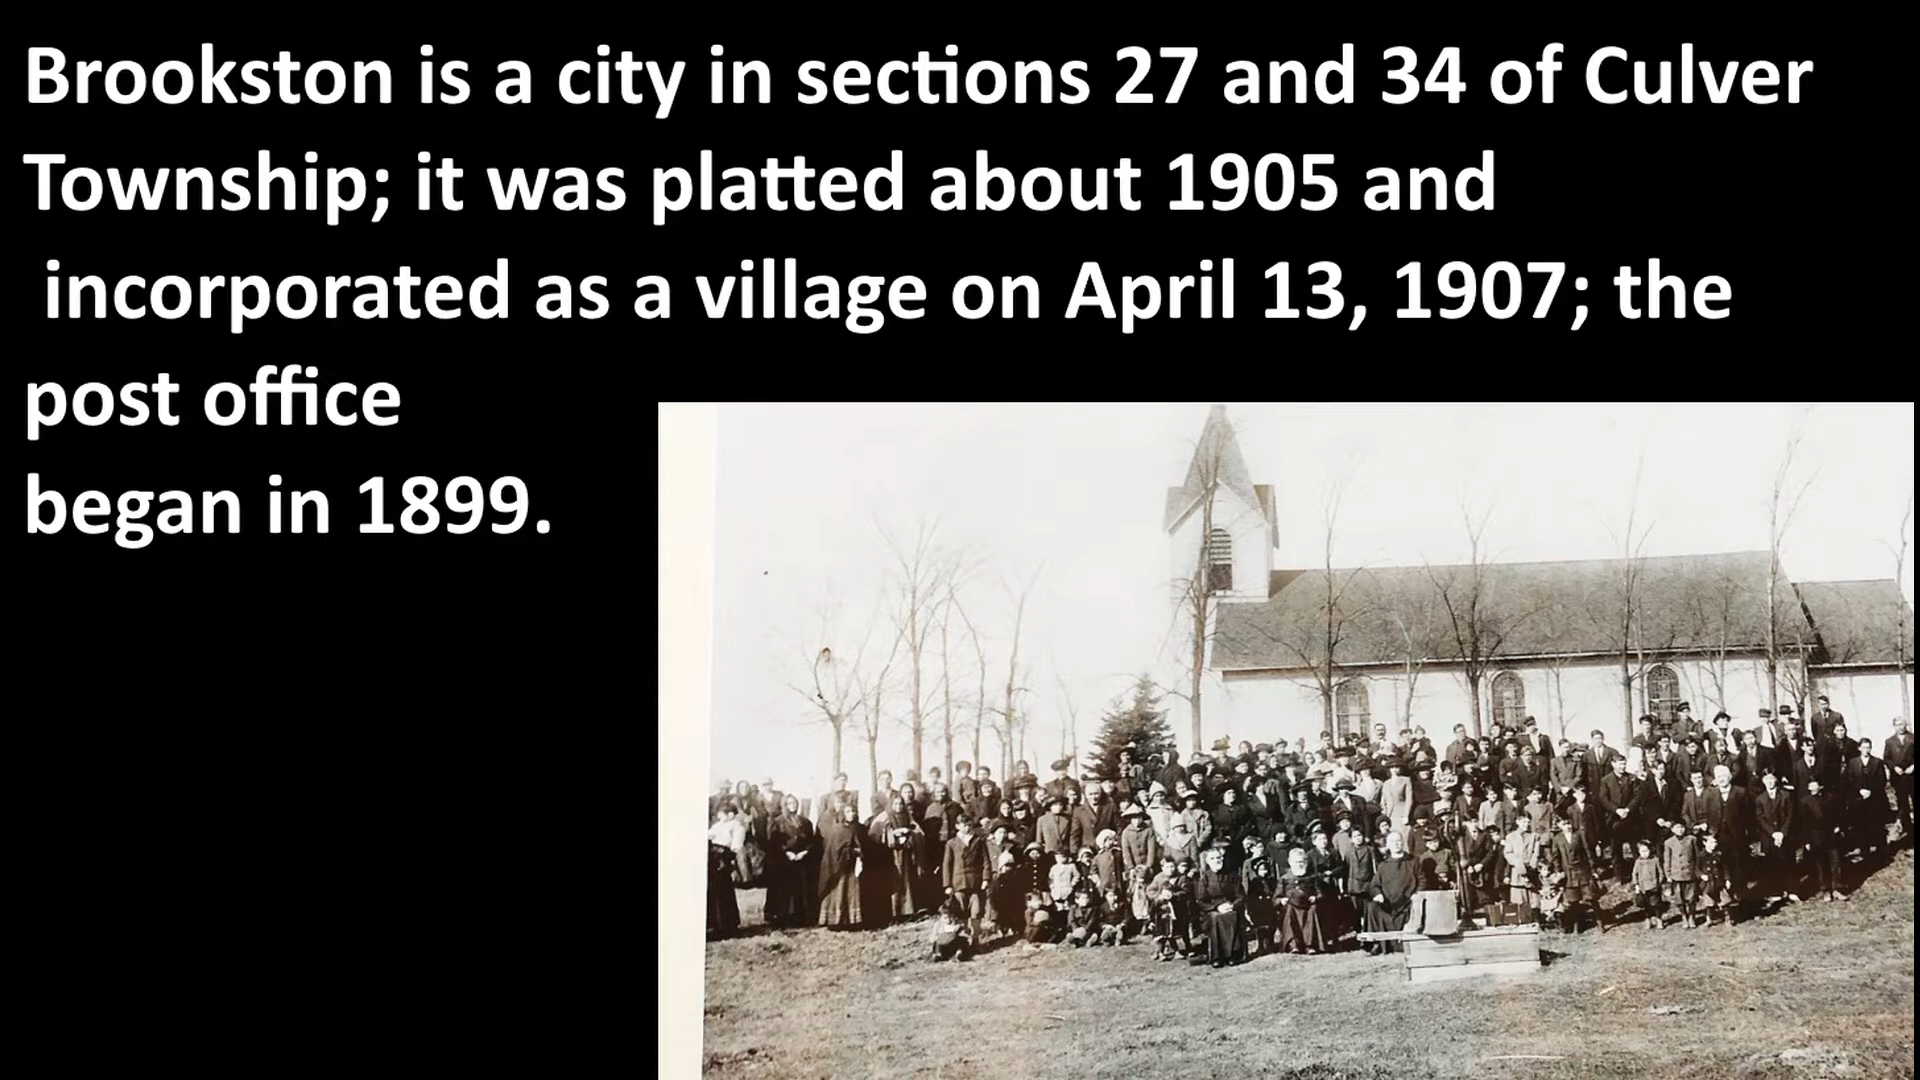 Brookston is a city in sections 27 and 34 of Culver
Township; it was platted about 1905 and
incorporated as a village on April 13, 1907; the
post office
began in 1899.